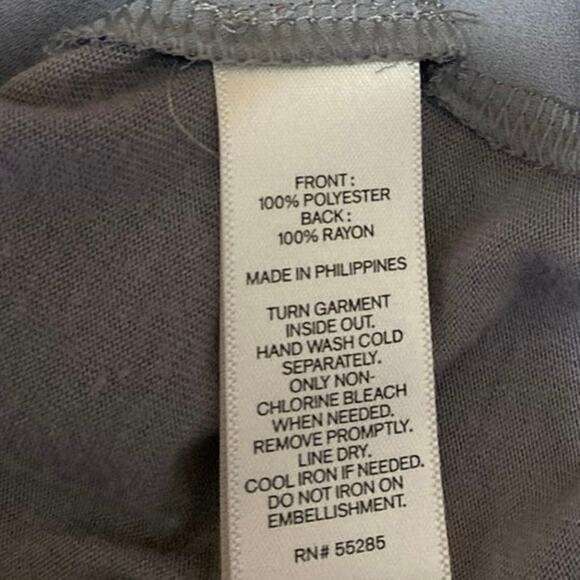 FRONT:
100% POLYESTER
BACK:
100% RAYON
MADE IN PHILIPPINES
TURN GARMENT
INSIDE OUT.
HAND WASH COLD
SEPARATELY.
ONLY NON-
CHLORINE BLEACH
WHEN NEEDED.
REMOVE PROMPTLY.
LINE DRY.
COOL IRON IF NEEDED.
DO NOT IRON ON
EMBELLISHMENT.
RN# 55285